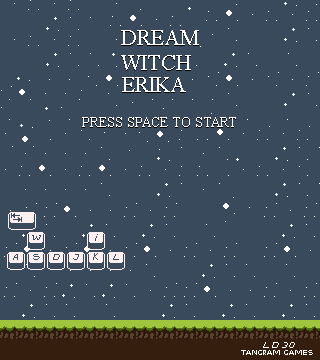 DREAM
WITCH
ERIKA
PRESS SPACE TO START
W I
A S D J K L
LD 30
TANGRAM GAMES